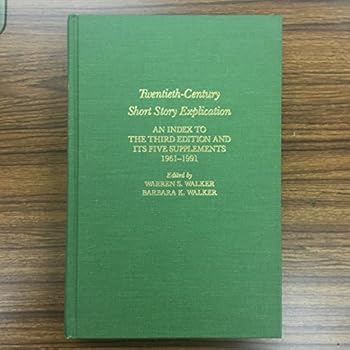 Twentieth-Century
Short Story Explication
AN INDEX TO
THE THIRD EDITION AND
ITS FIVE SUPPLEMENTS
1961–1991
Edited by
WARREN S. WALKER
BARBARA K. WALKER